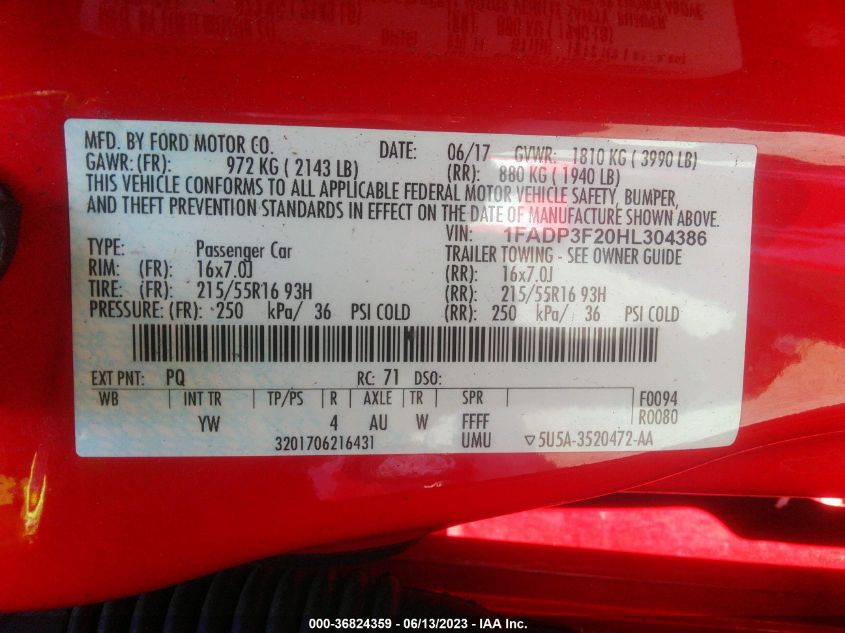 MFD. BY FORD MOTOR CO. DATE: 06/17 GVWR: 1810 KG ( 3990 LB)
GAWR: (FR): 972 KG ( 2143 LB) (RR): 880 KG ( 1940 LB)
THIS VEHICLE CONFORMS TO ALL APPLICABLE FEDERAL MOTOR VEHICLE SAFETY, BUMPER,
AND THEFT PREVENTION STANDARDS IN EFFECT ON THE DATE OF MANUFACTURE SHOWN ABOVE.
VIN: 1FADP3F20HL304386
TYPE: Passenger Car TRAILER TOWING - SEE OWNER GUIDE
RIM: (FR): 16x7.0J (RR): 16x7.0J
TIRE: (FR): 215/55R16 93H (RR): 215/55R16 93H
PRESSURE: (FR): 250 kPa/ 36 PSI COLD (RR): 250 kPa/ 36 PSI COLD
EXT PNT: PQ RC: 71 DSO:
WB INT TR TP/PS R AXLE TR SPR F0094
YW 4 AU W FFFF R0080
3201706216431 UMU ▽5U5A-3520472-AA
000-36824359 - 06/13/2023 - IAA Inc.